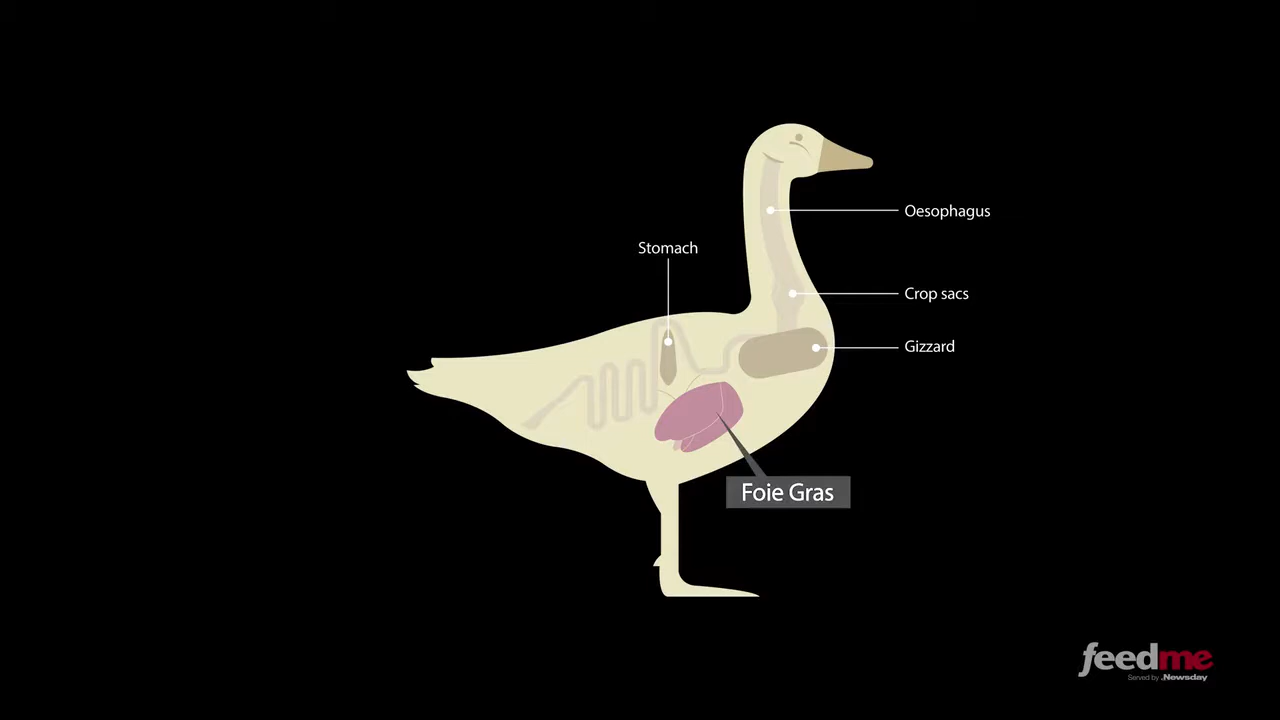 Oesophagus
Stomach
Crop sacs
Gizzard
Foie Gras
feedme
Served by Newsday